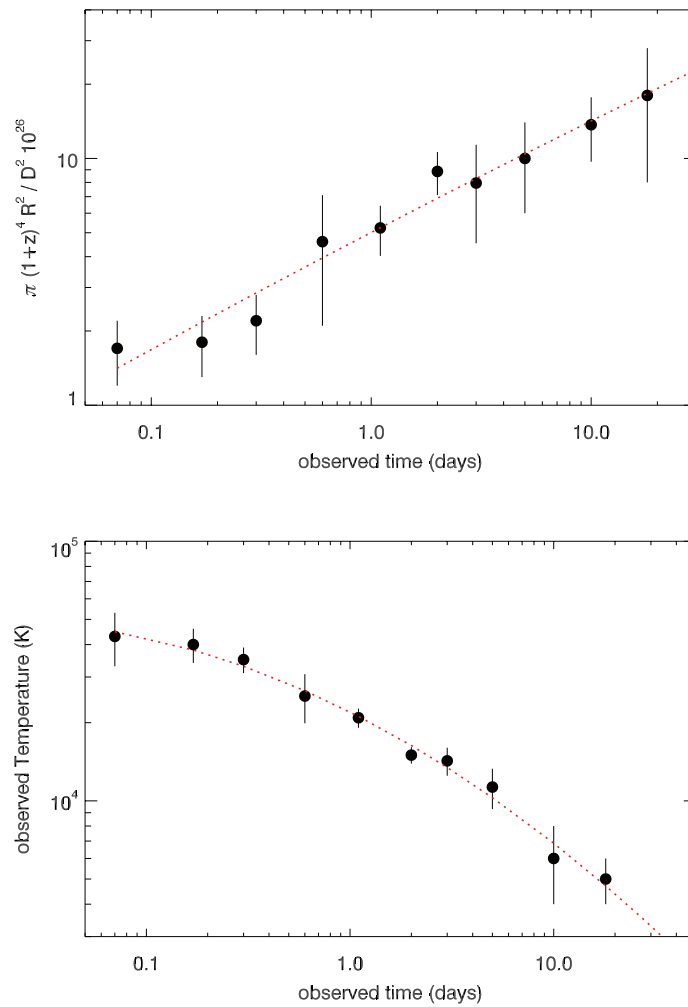 π (1+z)⁴ R² / D² 10²⁶
10
1
0.1 1.0 10.0
observed time (days)
observed Temperature (K)
10⁵
10⁴
0.1 1.0 10.0
observed time (days)